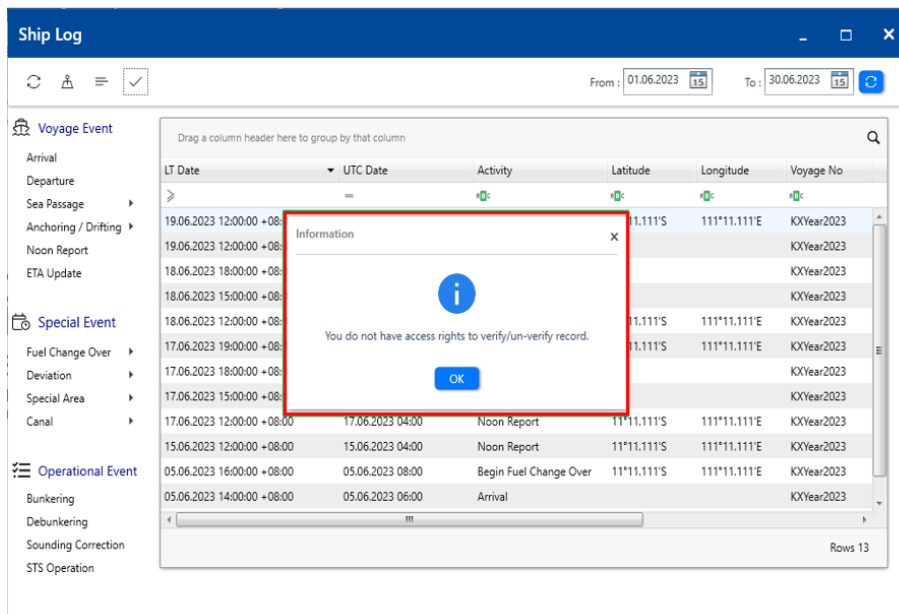 Ship Log
From : 01.06.2023 15 To : 30.06.2023 15
Voyage Event
Arrival
Departure
Sea Passage
Anchoring / Drifting
Noon Report
ETA Update
Special Event
Fuel Change Over
Deviation
Special Area
Canal
Operational Event
Bunkering
Debunkering
Sounding Correction
STS Operation
Drag a column header here to group by that column
LT Date UTC Date Activity Latitude Longitude Voyage No
19.06.2023 12:00:00 +08: 11.111'S 111°11.111'E KXYear2023
19.06.2023 12:00:00 +08: KXYear2023
18.06.2023 18:00:00 +08: KXYear2023
18.06.2023 15:00:00 +08: KXYear2023
18.06.2023 12:00:00 +08: 11.111'S 111°11.111'E KXYear2023
17.06.2023 19:00:00 +08: 11.111'S 111°11.111'E KXYear2023
17.06.2023 18:00:00 +08: KXYear2023
17.06.2023 15:00:00 +08: KXYear2023
17.06.2023 12:00:00 +08:00 17.06.2023 04:00 Noon Report 11°11.111'S 111°11.111'E KXYear2023
15.06.2023 12:00:00 +08:00 15.06.2023 04:00 Noon Report 11°11.111'S 111°11.111'E KXYear2023
05.06.2023 16:00:00 +08:00 05.06.2023 08:00 Begin Fuel Change Over 11°11.111'S 111°11.111'E KXYear2023
05.06.2023 14:00:00 +08:00 05.06.2023 06:00 Arrival KXYear2023
Rows 13
Information
You do not have access rights to verify/un-verify record.
OK